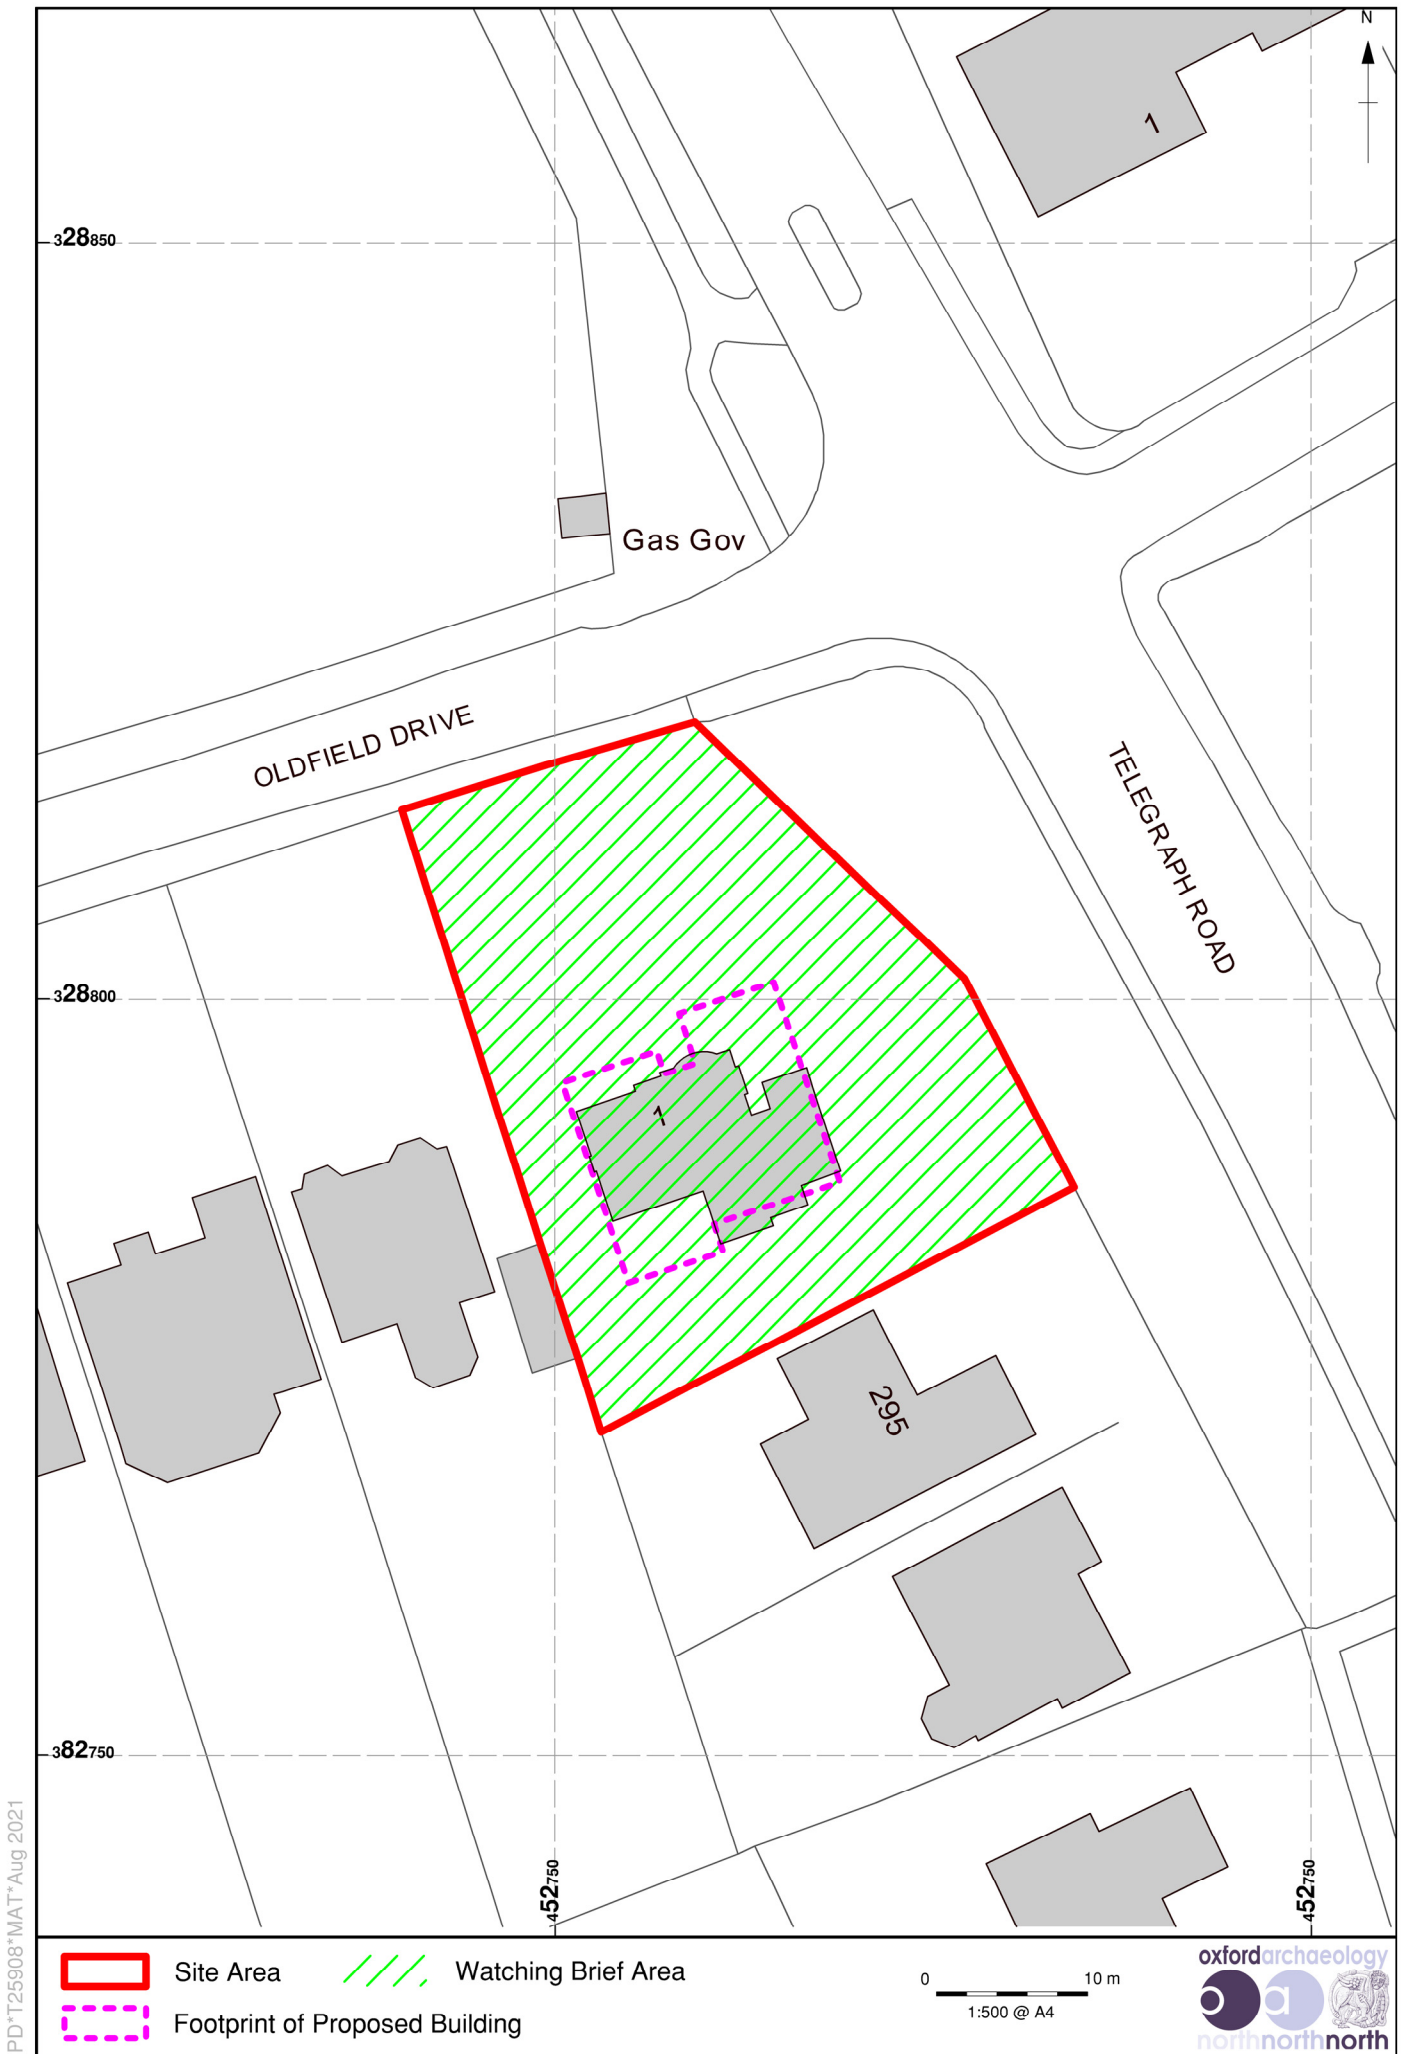 N
1
328850
Gas Gov
OLDFIELD DRIVE
TELEGRAPH ROAD
328800
1
295
382750
452750
452750
PD*T25908*MAT*Aug 2021
Site Area
Watching Brief Area
Footprint of Proposed Building
0 10 m
1:500 @ A4
oxfordarchaeology
oa
northnorthnorth